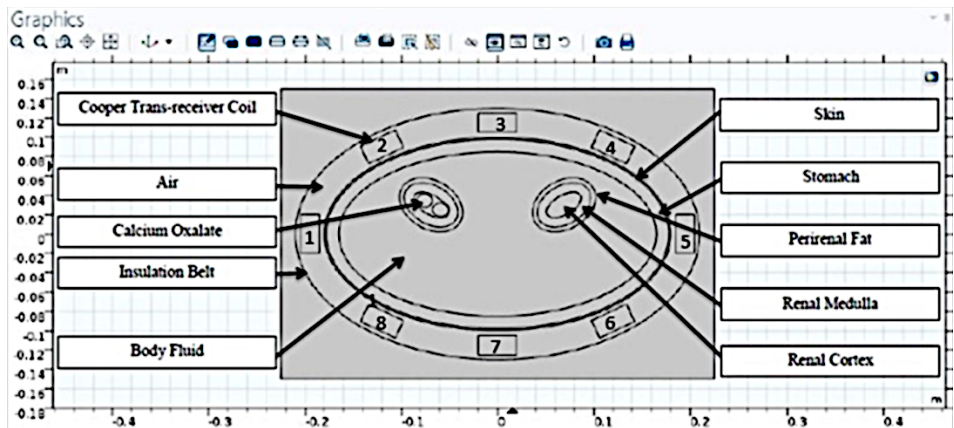 Graphics
m
0.16
0.14
0.12
0.1
0.08
0.06
0.04
0.02
0
-0.02
-0.04
-0.06
-0.08
-0.1
-0.12
-0.14
-0.16
-0.18
Cooper Trans-receiver Coil
Air
Calcium Oxalate
Insulation Belt
Body Fluid
1
2
3
4
5
6
7
8
Skin
Stomach
Perirenal Fat
Renal Medulla
Renal Cortex
m
-0.4
-0.3
-0.2
-0.1
0
0.1
0.2
0.3
0.4